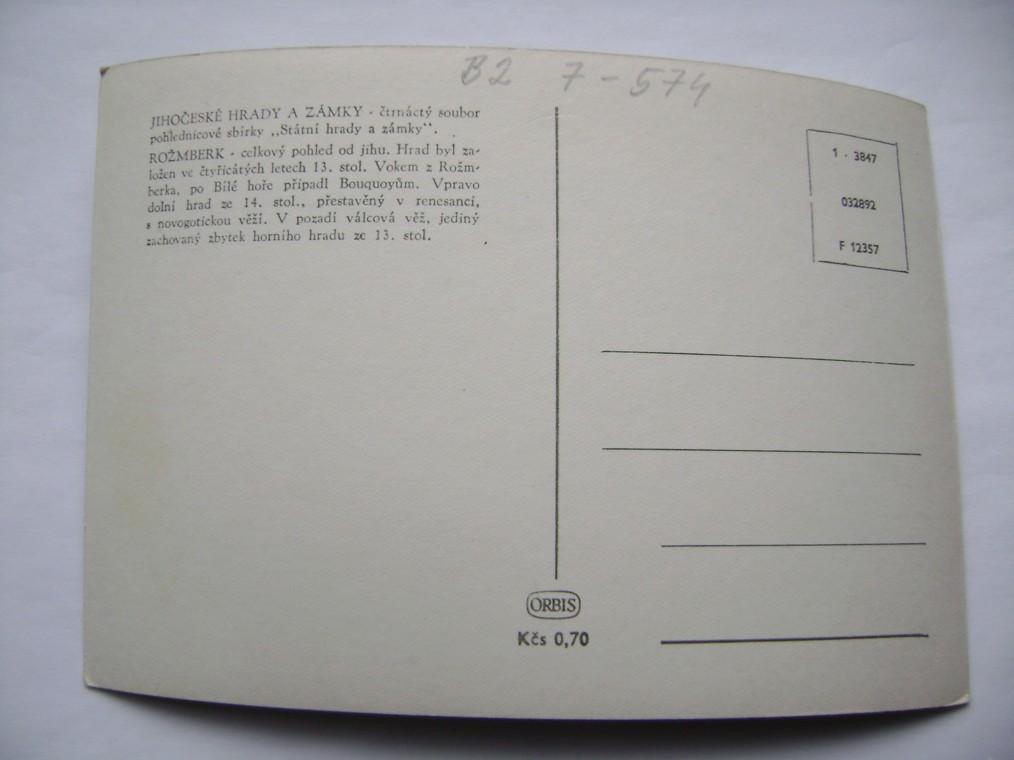 B2 7-574
JIHOČESKÉ HRADY A ZÁMKY - čtrnáctý soubor
pohlednicové sbírky ,,Státní hrady a zámky“.
ROŽMBERK - celkový pohled od jihu. Hrad byl za-
ložen ve čtyřicátých letech 13. stol. Vokem z Rožm-
berka, po Bílé hoře připadl Bouquoyům. Vpravo
dolní hrad ze 14. stol., přestavěný v renesanci,
s novogotickou věží. V pozadí válcová věž, jediný
zachovaný zbytek horního hradu ze 13. stol.
1 - 3847
032892
F 12357
ORBIS
Kčs 0,70